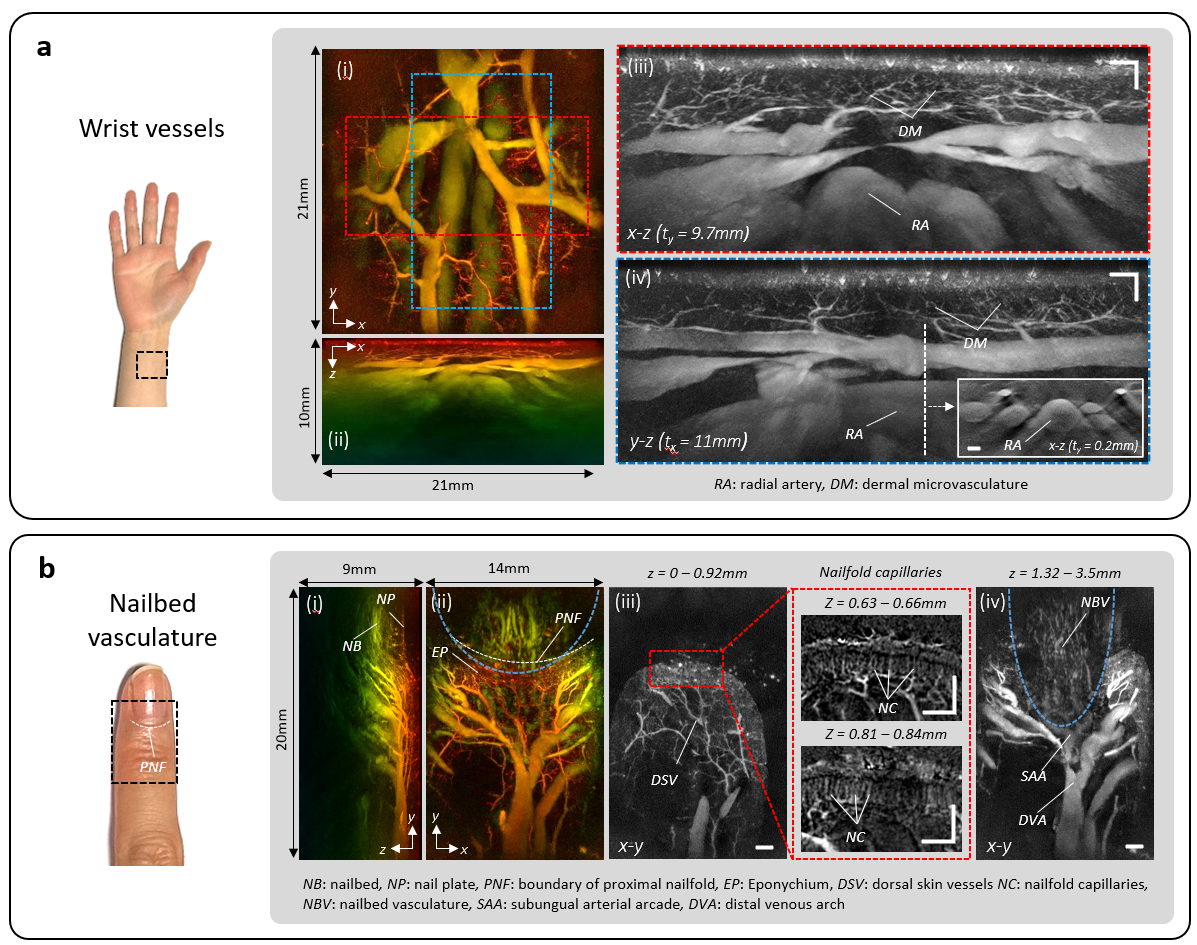 a
Wrist vessels
(i)
21mm
y
x
x
z
10mm
(ii)
21mm
(iii)
DM
RA
x-z (ty = 9.7mm)
(iv)
DM
RA
y-z (tx = 11mm)
RA
x-z (ty = 0.2mm)
RA: radial artery, DM: dermal microvasculature
b
Nailbed
vasculature
PNF
9mm
14mm
20mm
(i)
NP
NB
y
z
(ii)
PNF
EP
y
x
z = 0 – 0.92mm
(iii)
DSV
x-y
Nailfold capillaries
Z = 0.63 – 0.66mm
NC
Z = 0.81 – 0.84mm
NC
z = 1.32 – 3.5mm
(iv)
NBV
SAA
DVA
x-y
NB: nailbed, NP: nail plate, PNF: boundary of proximal nailfold, EP: Eponychium, DSV: dorsal skin vessels NC: nailfold capillaries,
NBV: nailbed vasculature, SAA: subungual arterial arcade, DVA: distal venous arch